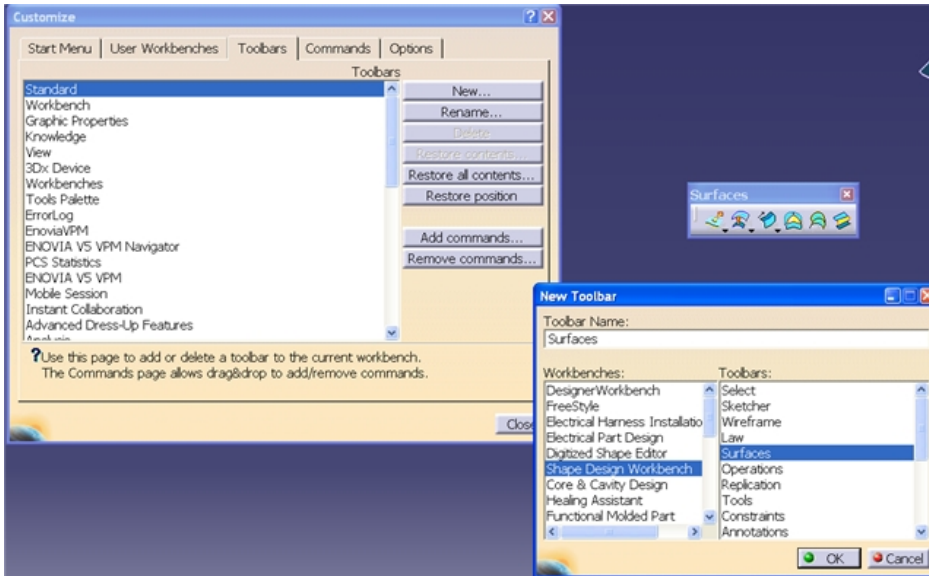 Customize
Start Menu User Workbenches Toolbars Commands Options
Toolbars
Standard
Workbench
Graphic Properties
Knowledge
View
3Dx Device
Workbenches
Tools Palette
ErrorLog
EnoviaVPM
ENOVIA V5 VPM Navigator
PCS Statistics
ENOVIA V5 VPM
Mobile Session
Instant Collaboration
Advanced Dress-Up Features
Analysis
New...
Rename...
Delete
Restore contents...
Restore all contents...
Restore position
Add commands...
Remove commands...
?Use this page to add or delete a toolbar to the current workbench.
The Commands page allows drag&drop to add/remove commands.
Close
Surfaces
New Toolbar
Toolbar Name:
Surfaces
Workbenches:
DesignerWorkbench
FreeStyle
Electrical Harness Installatio
Electrical Part Design
Digitized Shape Editor
Shape Design Workbench
Core & Cavity Design
Healing Assistant
Functional Molded Part
Toolbars:
Select
Sketcher
Wireframe
Law
Surfaces
Operations
Replication
Tools
Constraints
Annotations
OK Cancel